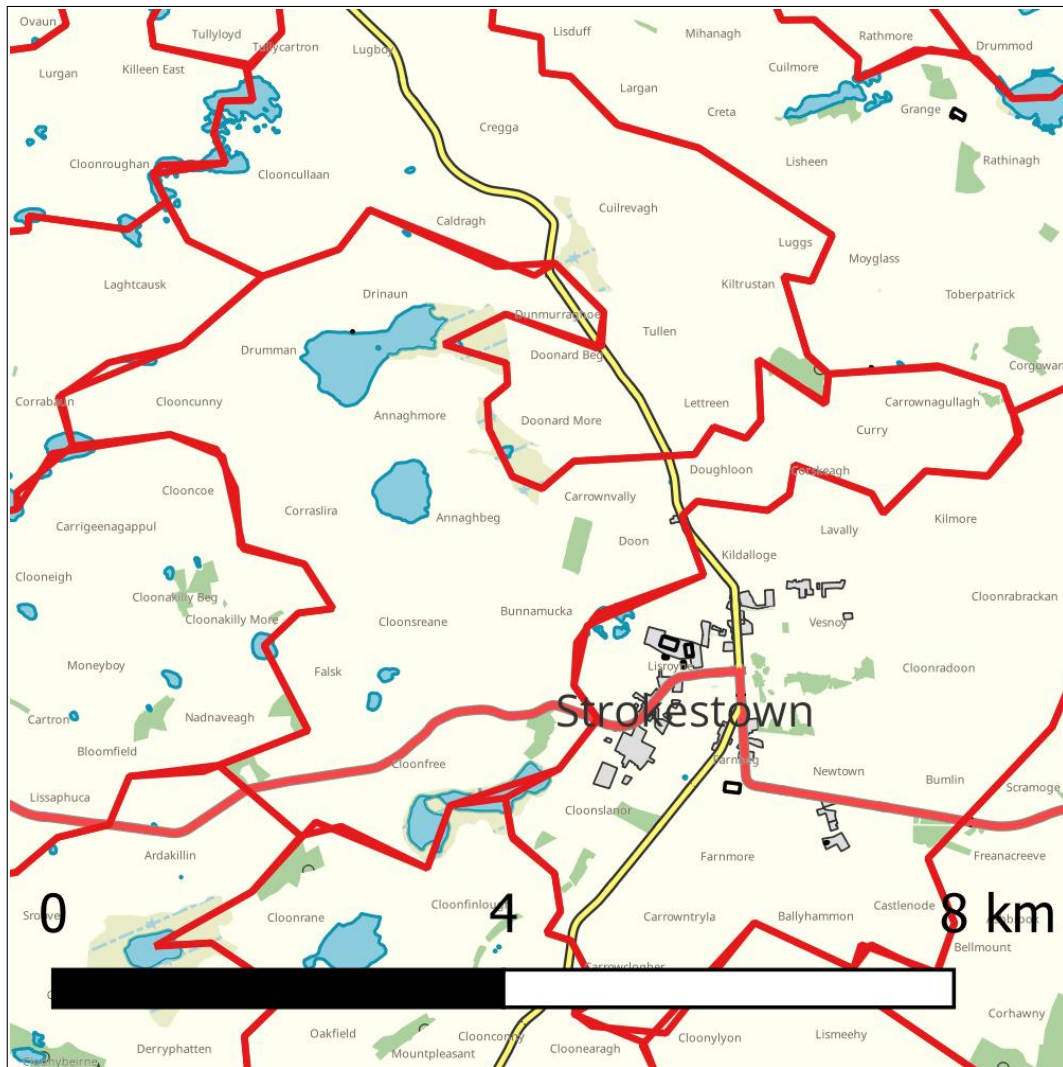 Ovaun
Tullyloyd
Tullycartron
Lugboy
Lisduff
Mihanagh
Rathmore
Drummod
Lurgan
Killeen East
Cuilmore
Largan
Creta
Grange
Cregga
Cloonroughan
Clooncullaan
Lisheen
Rathinagh
Caldragh
Cuilrevagh
Luggs
Moyglass
Laghtcausk
Drinaun
Kiltrustan
Toberpatrick
Dunmurraghoe
Tullen
Drumman
Doonard Beg
Corgowan
Corrabaun
Clooncunny
Annaghmore
Doonard More
Lettreen
Carrownagullagh
Curry
Doughloon
Corskeagh
Clooncoe
Corraslira
Annaghbeg
Carrownvally
Carrigeenagappul
Doon
Lavally
Kilmore
Kildalloge
Clooneigh
Cloonakilly Beg
Cloonakilly More
Cloonsreane
Bunnamucka
Vesnoy
Cloonrabrackan
Moneyboy
Falsk
Lisroyne
Cloonradoon
Cartron
Nadnaveagh
Strokestown
Bloomfield
Cloonfree
Farmbeg
Newtown
Bumlin
Scramoge
Lissaphuca
Cloonslanor
Ardakillin
Farnmore
Freanacreeve
Cloonrane
Cloonfinlough
Carrowntryla
Ballyhammon
Castlenode
0
4
8 km
Bellmount
Carrowclogher
Oakfield
Cloonconny
Cloonearagh
Cloonylyon
Lismeehy
Corhawny
Derryphatten
Mountpleasant
Cloonybeirne